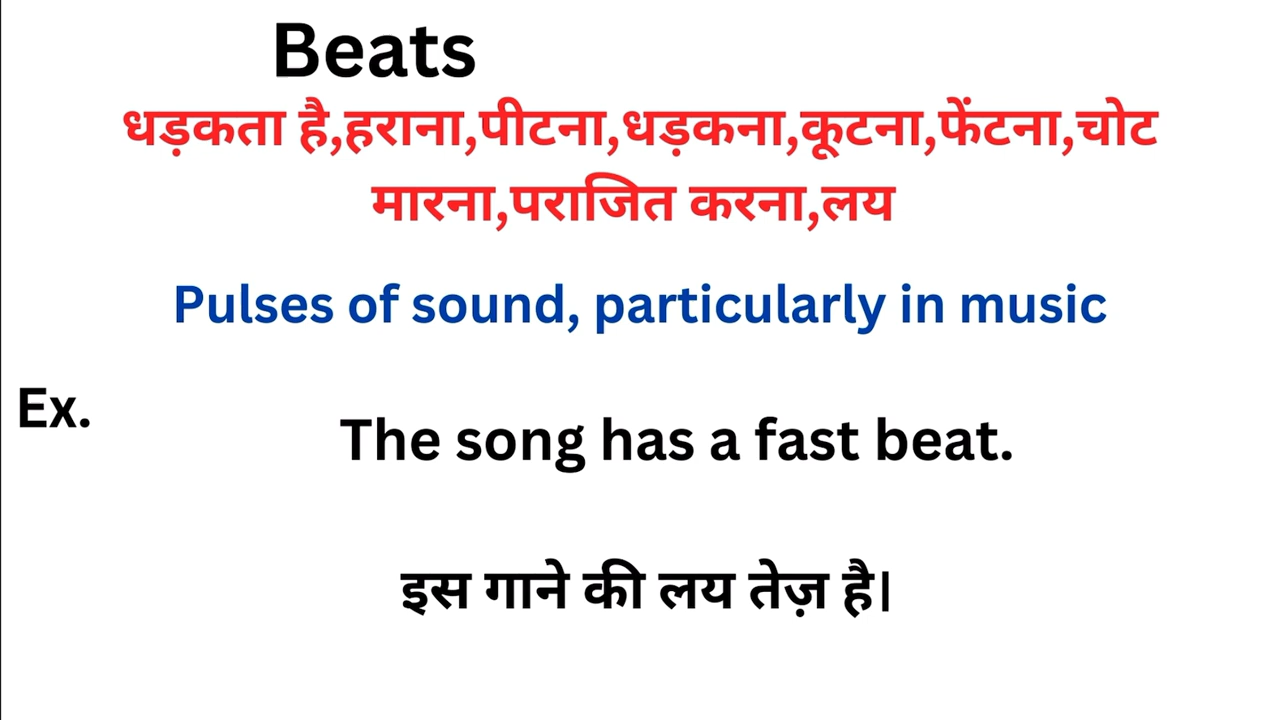 Beats
धड़कता है,हराना,पीटना,धड़कना,कूटना,फेंटना,चोट
मारना,पराजित करना,लय
Pulses of sound, particularly in music
Ex.
The song has a fast beat.
इस गाने की लय तेज़ है।